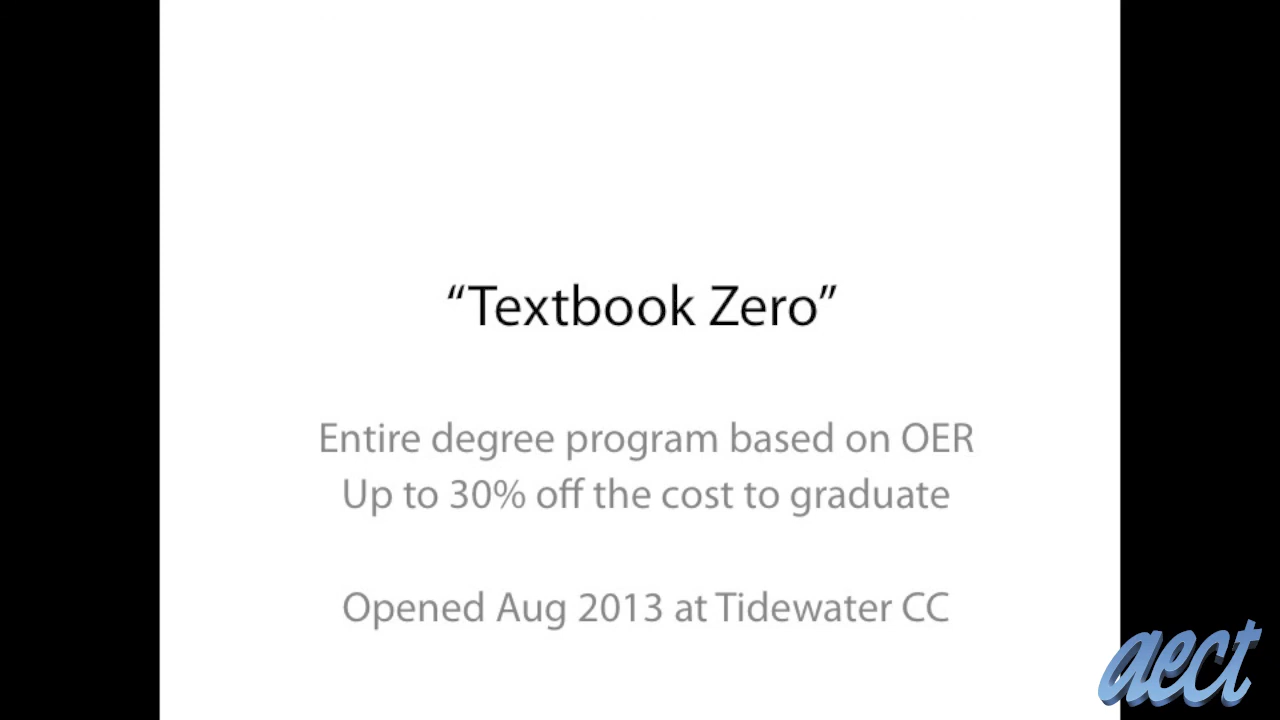 “Textbook Zero”
Entire degree program based on OER
Up to 30% off the cost to graduate
Opened Aug 2013 at Tidewater CC
aect